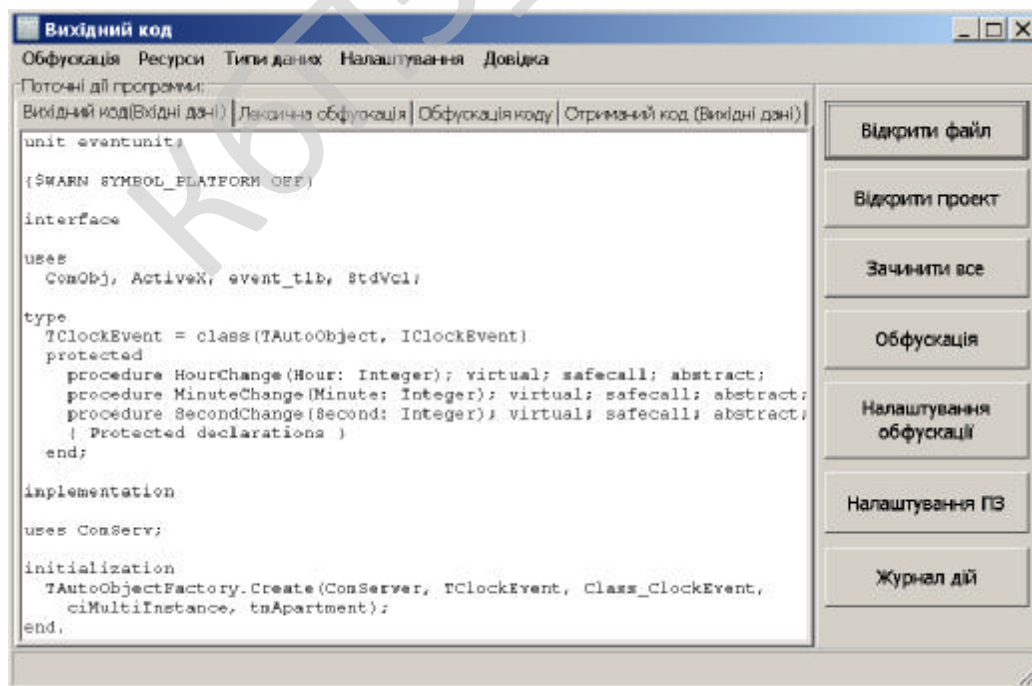 Вихідний код
Обфускація Ресурси Типи даних Налаштування Довідка
Поточні дії программи:
Вихідний код(Вхідні дані) Лексична обфускація Обфускація коду Отриманий код (Вихідні дані)
unit eventunit;
{$WARN SYMBOL_PLATFORM OFF}
interface
uses
ComObj, ActiveX, event_tlb, StdVcl;
type
TClockEvent = class(TAutoObject, IClockEvent)
protected
procedure HourChange(Hour: Integer); virtual; safecall; abstract;
procedure MinuteChange(Minute: Integer); virtual; safecall; abstract;
procedure SecondChange(Second: Integer); virtual; safecall; abstract;
{ Protected declarations }
end;
implementation
uses ComServ;
initialization
TAutoObjectFactory.Create(ComServer, TClockEvent, Class_ClockEvent,
ciMultiInstance, tmApartment);
end.
Відкрити файл
Відкрити проект
Зачинити все
Обфускація
Налаштування
обфускації
Налаштування ПЗ
Журнал дій